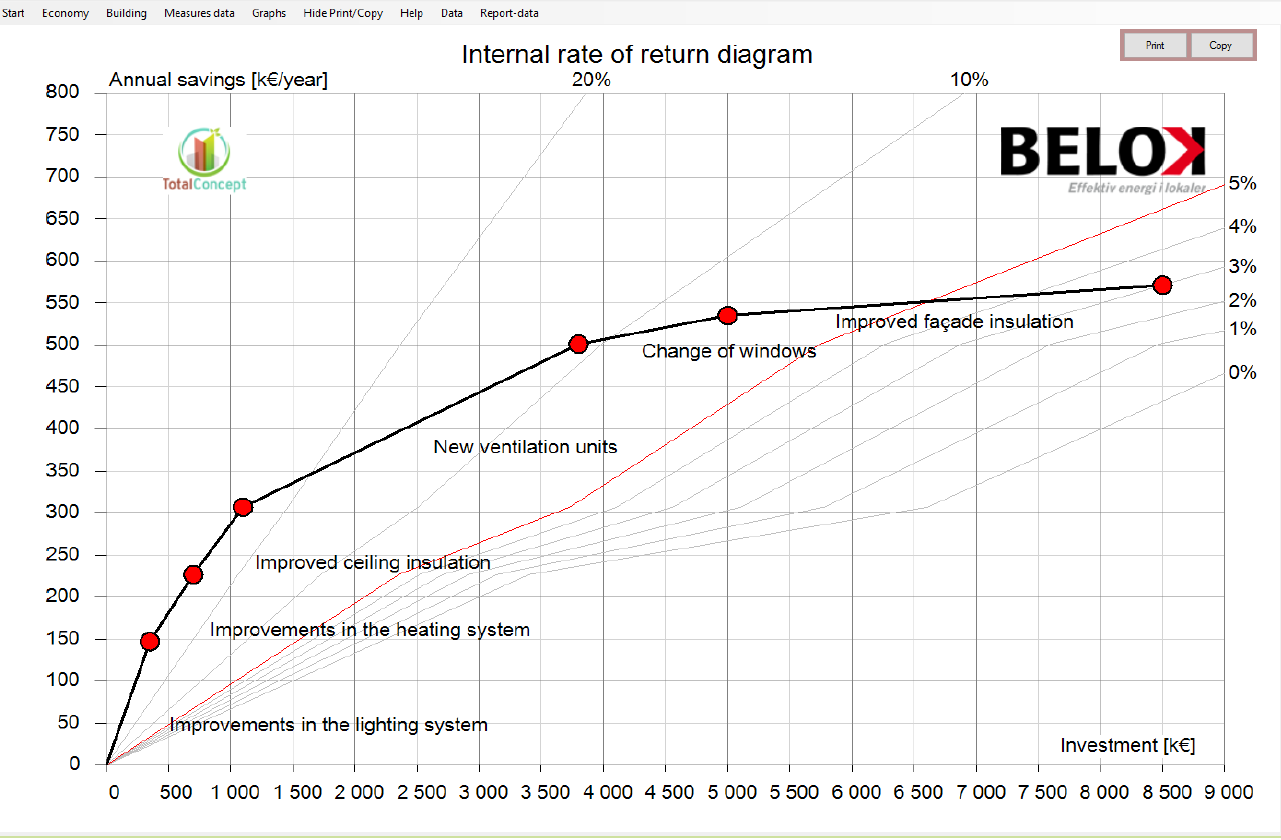 Start Economy Building Measures data Graphs Hide Print/Copy Help Data Report-data
Print Copy
Internal rate of return diagram
Annual savings [k€/year] 20% 10%
800
750
700
650
600
550
500
450
400
350
300
250
200
150
100
50
0
TotalConcept
BELOK
Effektiv energi i lokaler
5%
4%
3%
2%
1%
0%
Improved façade insulation
Change of windows
New ventilation units
Improved ceiling insulation
Improvements in the heating system
Improvements in the lighting system
Investment [k€]
0 500 1 000 1 500 2 000 2 500 3 000 3 500 4 000 4 500 5 000 5 500 6 000 6 500 7 000 7 500 8 000 8 500 9 000